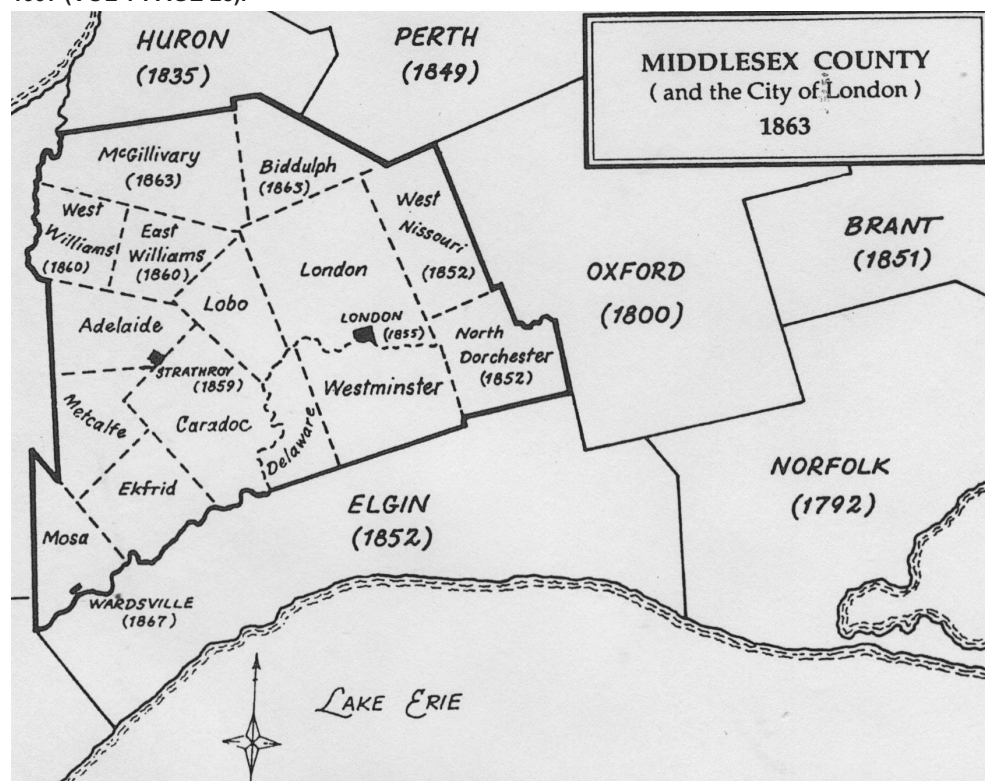 HURON
(1835)
PERTH
(1849)
MIDDLESEX COUNTY
( and the City of London )
1863
McGillivary
(1863)
Biddulph
(1863)
West
Williams
(1860)
East
Williams
(1860)
West
Nissouri
(1852)
London
Lobo
OXFORD
(1800)
BRANT
(1851)
Adelaide
LONDON
(1855)
North
Dorchester
(1852)
STRATHROY
(1859)
Westminster
Metcalfe
Caradoc
Delaware
Ekfrid
ELGIN
(1852)
NORFOLK
(1792)
Mosa
WARDSVILLE
(1867)
LAKE ERIE